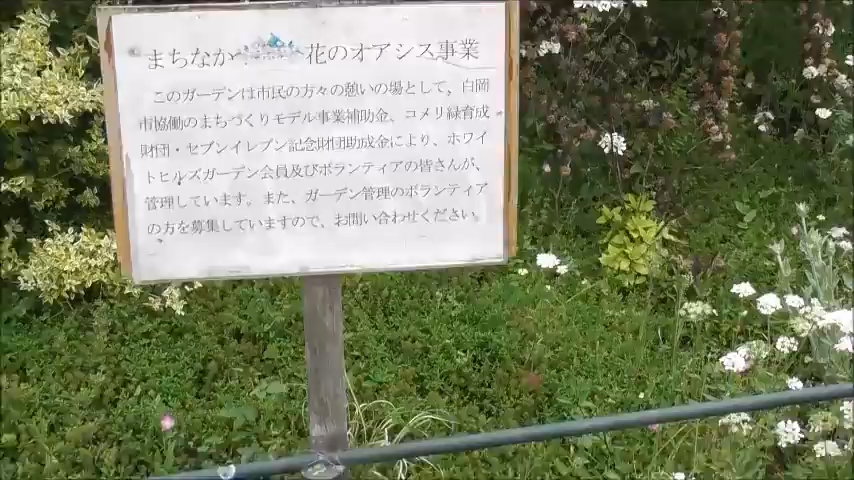 まちなか 花のオアシス事業
このガーデンは市民の方々の憩いの場として、白岡
市協働のまちづくりモデル事業補助金、コメリ緑育成
財団・セブンイレブン記念財団助成金により、ホワイ
トヒルズガーデン会員及びボランティアの皆さんが、
管理しています。また、ガーデン管理のボランティア
の方を募集していますので、お問い合わせください。